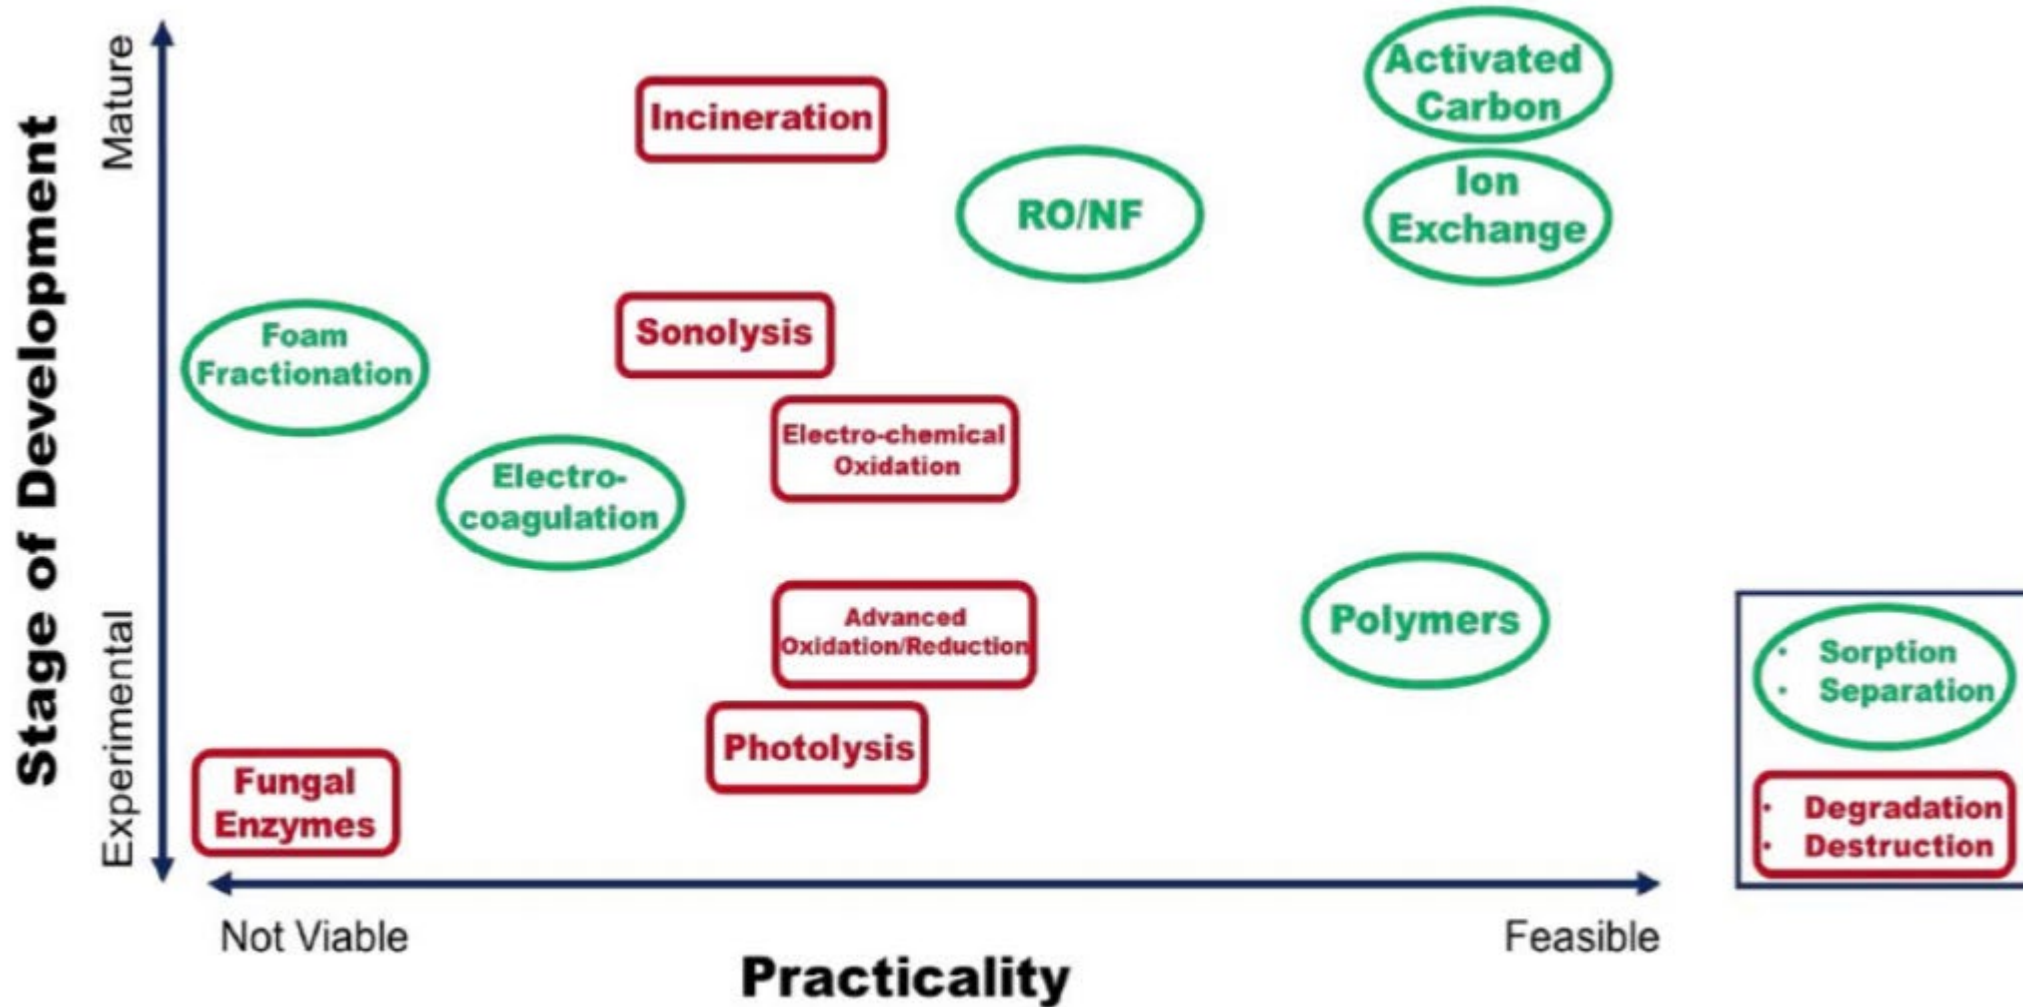 Stage of Development
Mature
Experimental
Activated
Carbon
Incineration
Ion
Exchange
RO/NF
Sonolysis
Foam
Fractionation
Electro-chemical
Oxidation
Electro-
coagulation
Advanced
Oxidation/Reduction
Polymers
Photolysis
Fungal
Enzymes
• Sorption
• Separation
• Degradation
• Destruction
Not Viable
Feasible
Practicality